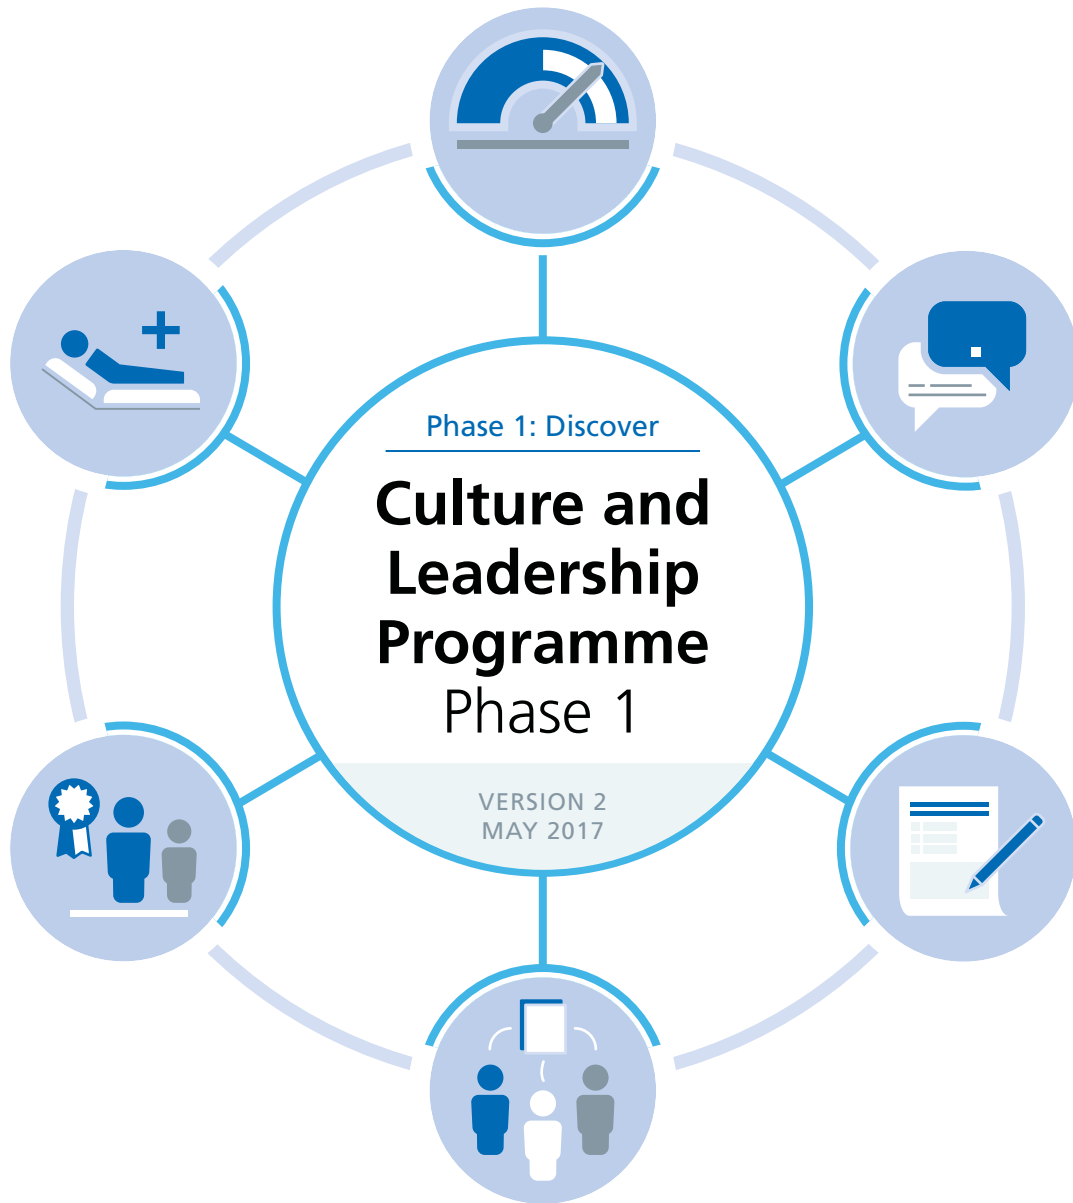 Phase 1: Discover
Culture and
Leadership
Programme
Phase 1
VERSION 2
MAY 2017